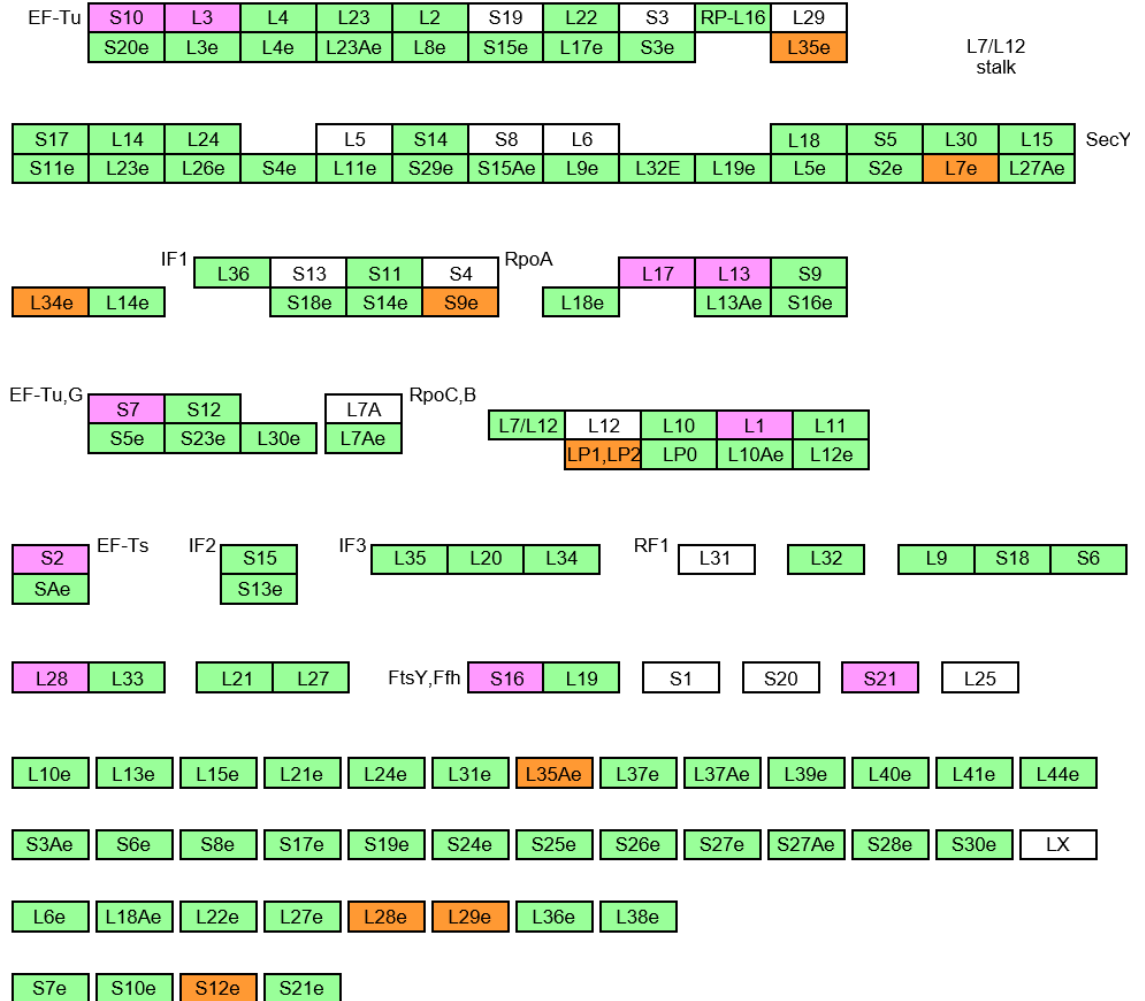 EF-Tu S10 L3 L4 L23 L2 S19 L22 S3 RP-L16 L29
S20e L3e L4e L23Ae L8e S15e L17e S3e L35e
L7/L12
stalk
S17 L14 L24 L5 S14 S8 L6 L18 S5 L30 L15 SecY
S11e L23e L26e S4e L11e S29e S15Ae L9e L32E L19e L5e S2e L7e L27Ae
IF1 L36 S13 S11 S4 RpoA L17 L13 S9
L34e L14e S18e S14e S9e L18e L13Ae S16e
EF-Tu,G S7 S12 L7A RpoC,B
S5e S23e L30e L7Ae
L7/L12 L12 L10 L1 L11
LP1,LP2 LP0 L10Ae L12e
S2 EF-Ts IF2 S15 IF3 L35 L20 L34 RF1 L31 L32 L9 S18 S6
SAe S13e
L28 L33 L21 L27 FtsY,Ffh S16 L19 S1 S20 S21 L25
L10e L13e L15e L21e L24e L31e L35Ae L37e L37Ae L39e L40e L41e L44e
S3Ae S6e S8e S17e S19e S24e S25e S26e S27e S27Ae S28e S30e LX
L6e L18Ae L22e L27e L28e L29e L36e L38e
S7e S10e S12e S21e